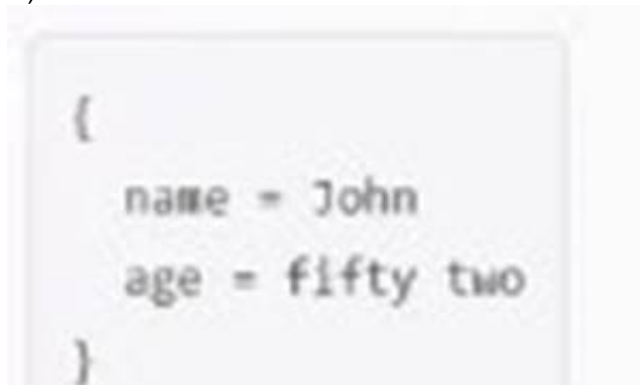 {
name = John
age = fifty two
}